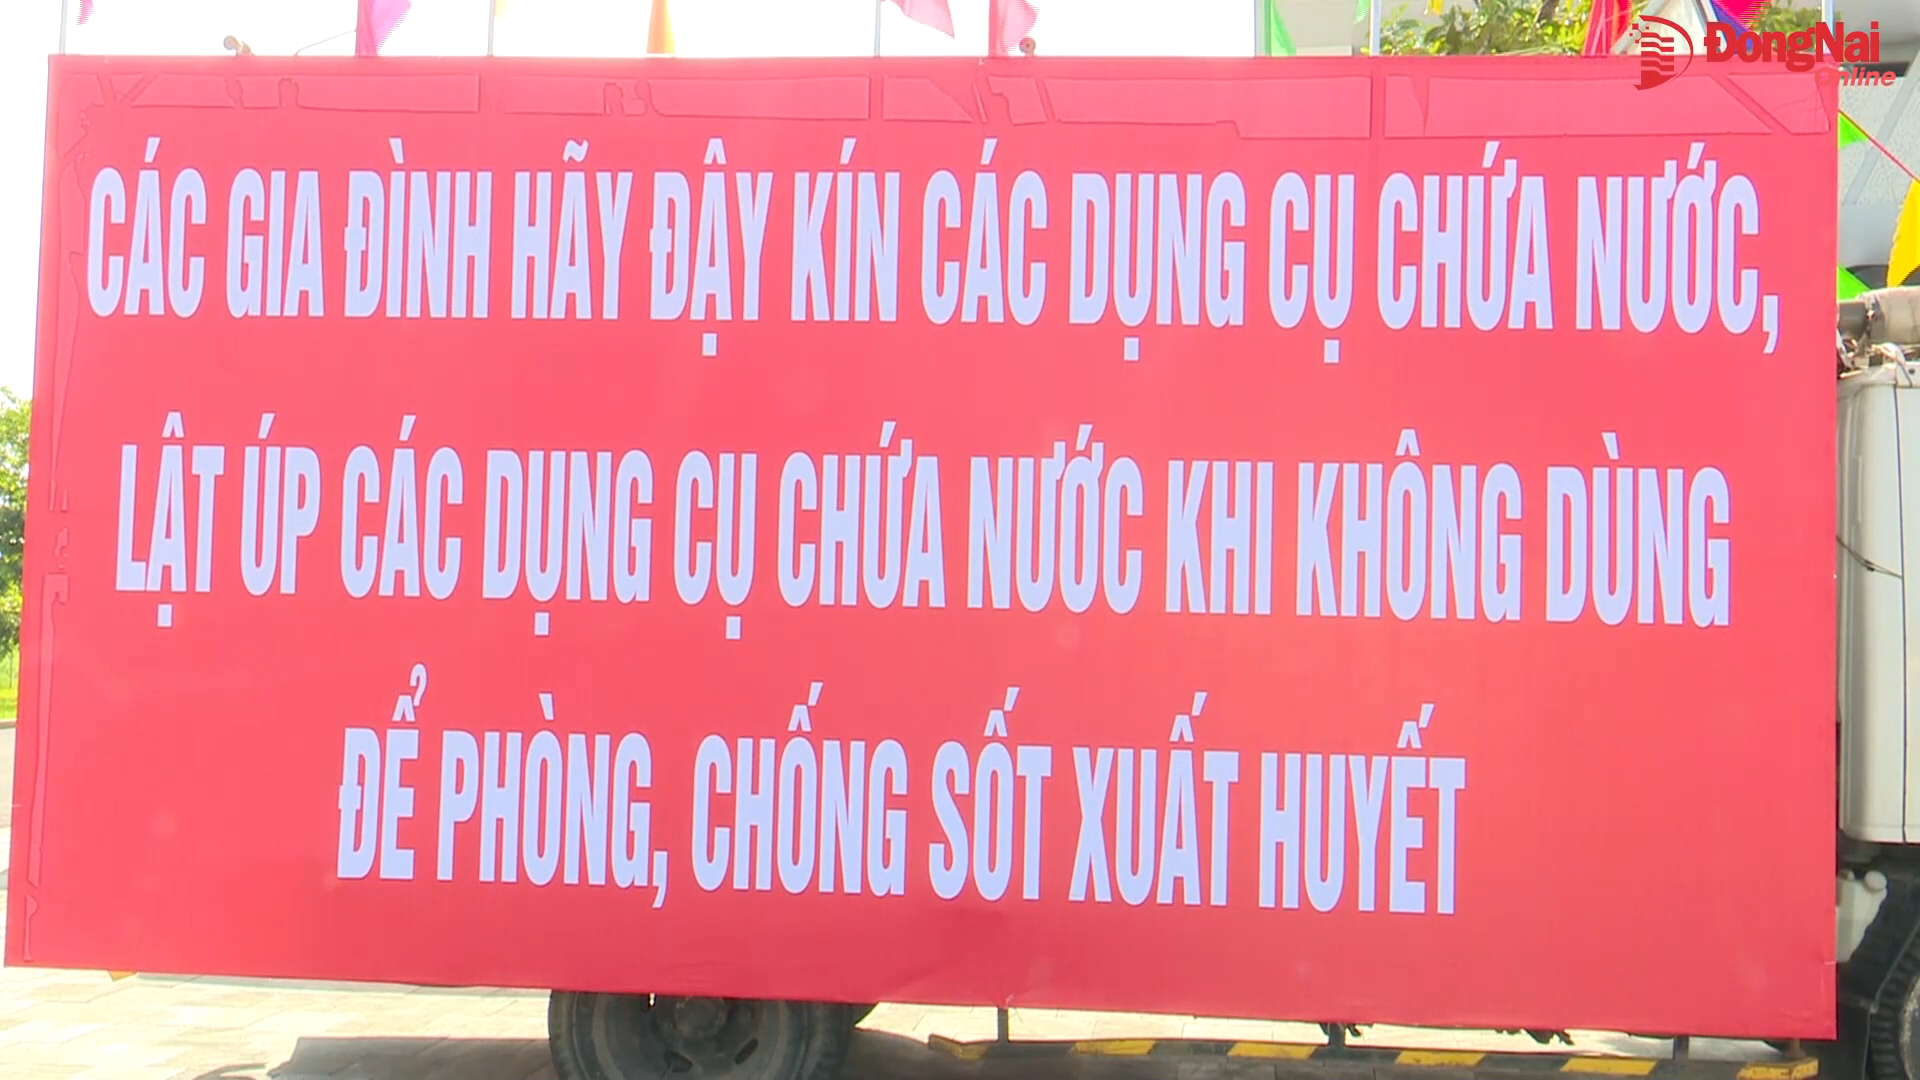 ĐongNai
Online
CÁC GIA ĐÌNH HÃY ĐẬY KÍN CÁC DỤNG CỤ CHỨA NƯỚC,
LẬT ÚP CÁC DỤNG CỤ CHỨA NƯỚC KHI KHÔNG DÙNG
ĐỂ PHÒNG, CHỐNG SỐT XUẤT HUYẾT